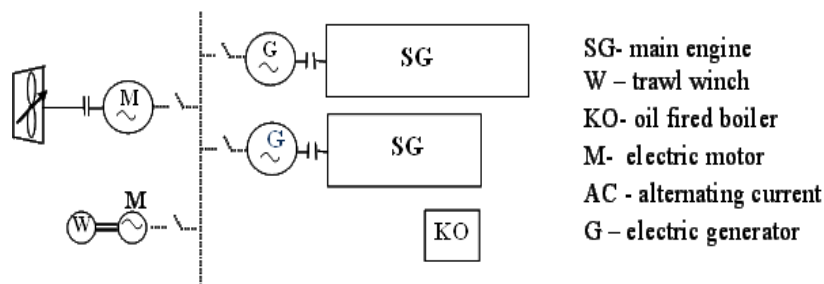 G
SG
M
G
SG
M
W
KO
SG- main engine
W – trawl winch
KO- oil fired boiler
M- electric motor
AC - alternating current
G – electric generator